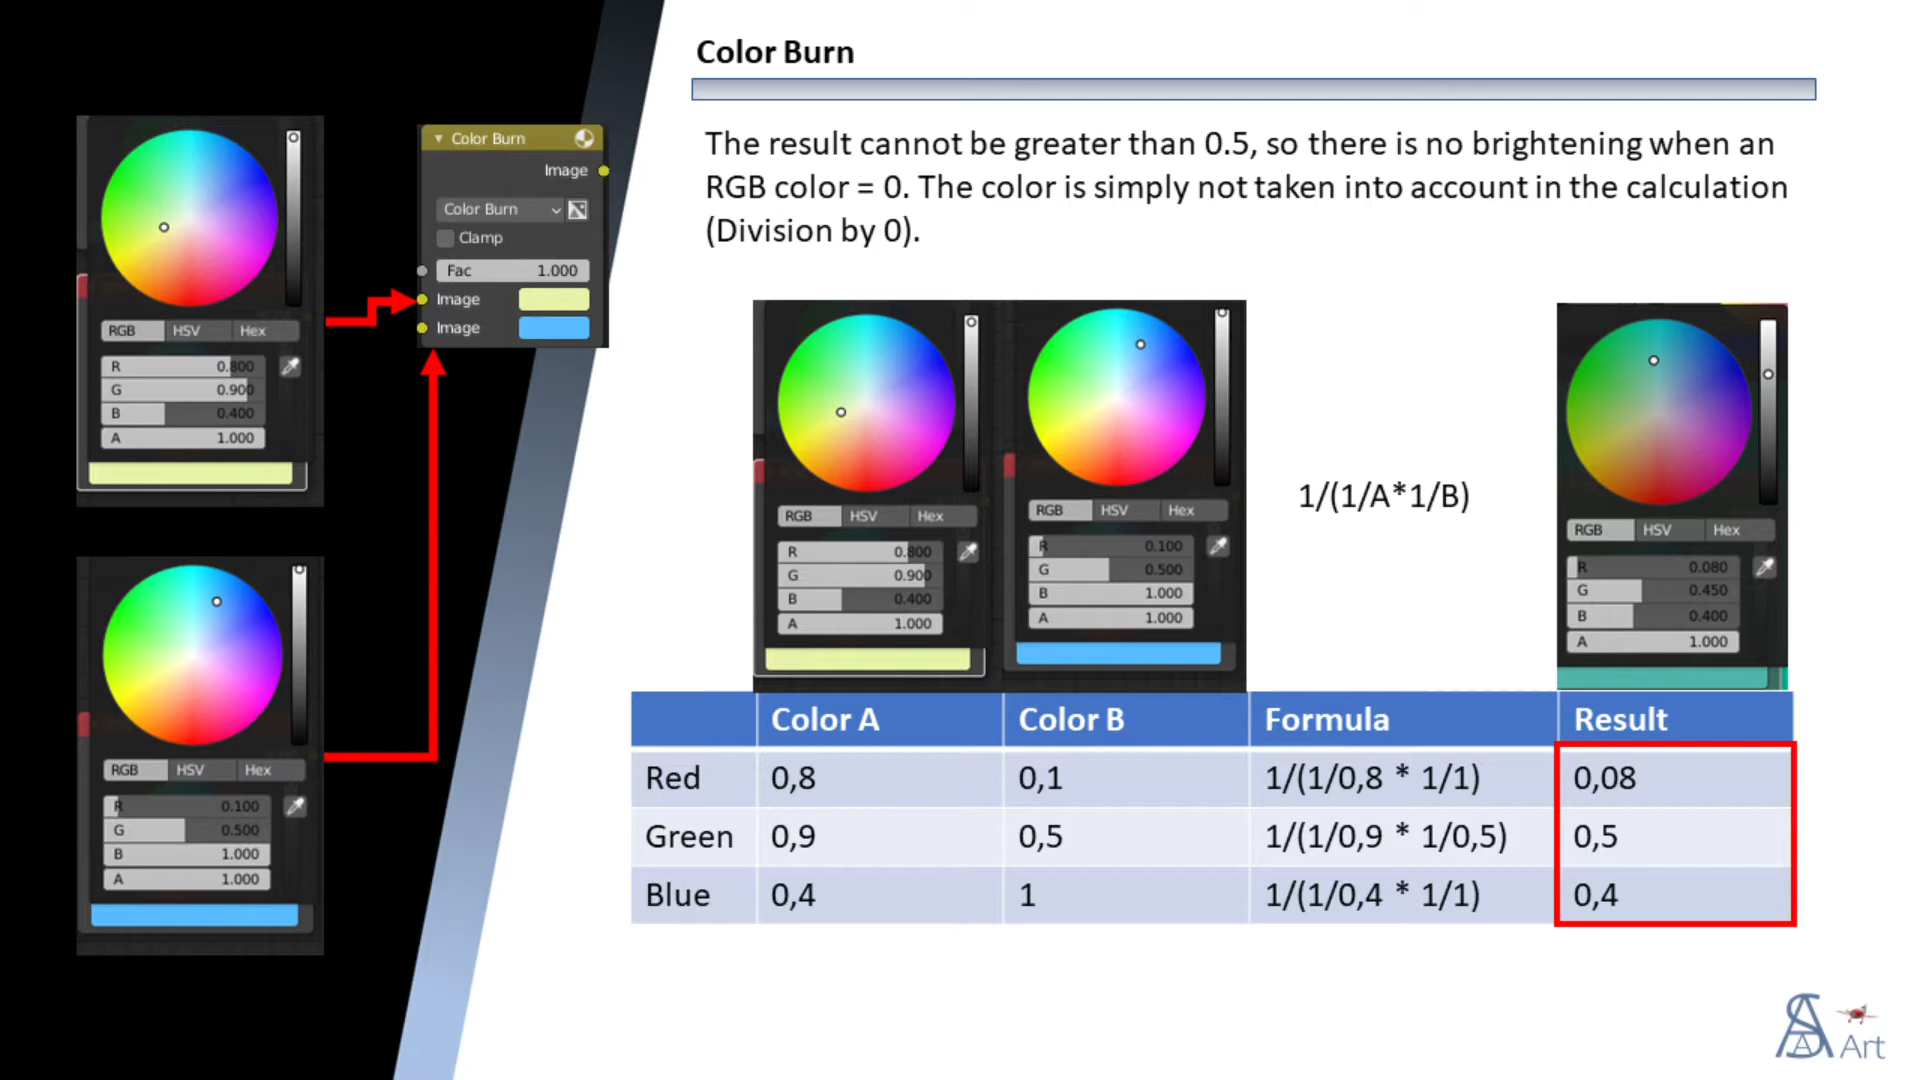 Color Burn
The result cannot be greater than 0.5, so there is no brightening when an
RGB color = 0. The color is simply not taken into account in the calculation
(Division by 0).
RGB HSV Hex
R 0.800
G 0.900
B 0.400
A 1.000
Color Burn
Image
Color Burn
Clamp
Fac 1.000
Image
Image
RGB HSV Hex
R 0.100
G 0.500
B 1.000
A 1.000
RGB HSV Hex
R 0.800
G 0.900
B 0.400
A 1.000
RGB HSV Hex
R 0.100
G 0.500
B 1.000
A 1.000
1/(1/A*1/B)
RGB HSV Hex
R 0.080
G 0.450
B 0.400
A 1.000
Color A Color B Formula Result
Red 0,8 0,1 1/(1/0,8 * 1/1) 0,08
Green 0,9 0,5 1/(1/0,9 * 1/0,5) 0,5
Blue 0,4 1 1/(1/0,4 * 1/1) 0,4
Art